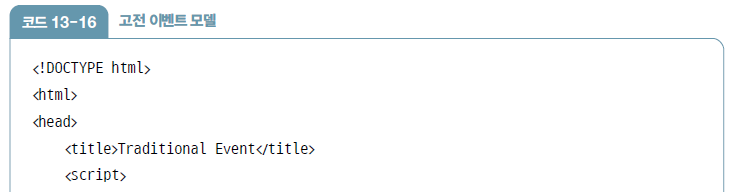 코드 13-16 고전 이벤트 모델
<!DOCTYPE html>
<html>
<head>
<title>Traditional Event</title>
<script>